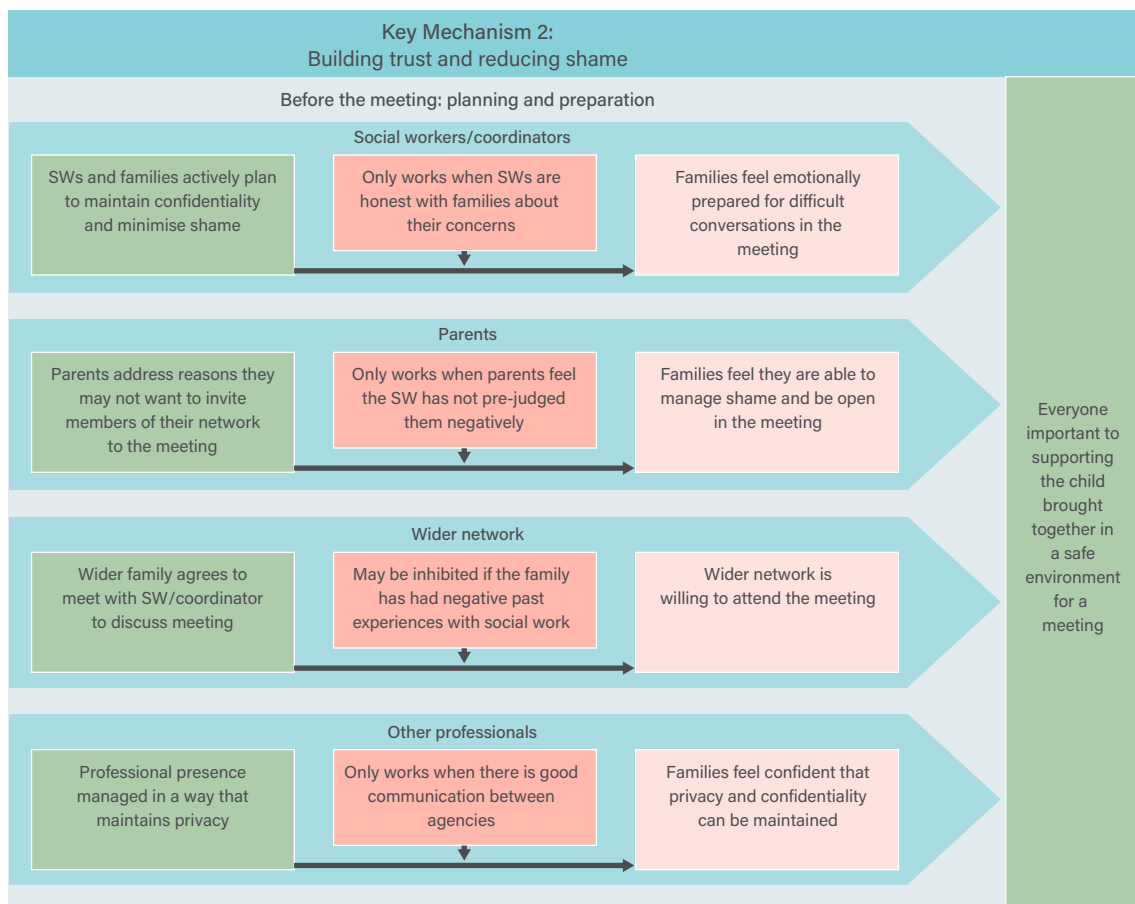 Key Mechanism 2:
Building trust and reducing shame
Before the meeting: planning and preparation
Social workers/coordinators
SWs and families actively plan
to maintain confidentiality
and minimise shame
Only works when SWs are
honest with families about
their concerns
Families feel emotionally
prepared for difficult
conversations in the
meeting
Parents
Parents address reasons they
may not want to invite
members of their network
to the meeting
Only works when parents feel
the SW has not pre-judged
them negatively
Families feel they are able to
manage shame and be open
in the meeting
Wider network
Wider family agrees to
meet with SW/coordinator
to discuss meeting
May be inhibited if the family
has had negative past
experiences with social work
Wider network is
willing to attend the meeting
Other professionals
Professional presence
managed in a way that
maintains privacy
Only works when there is good
communication between
agencies
Families feel confident that
privacy and confidentiality
can be maintained
Everyone
important to
supporting
the child
brought
together in
a safe
environment
for a
meeting